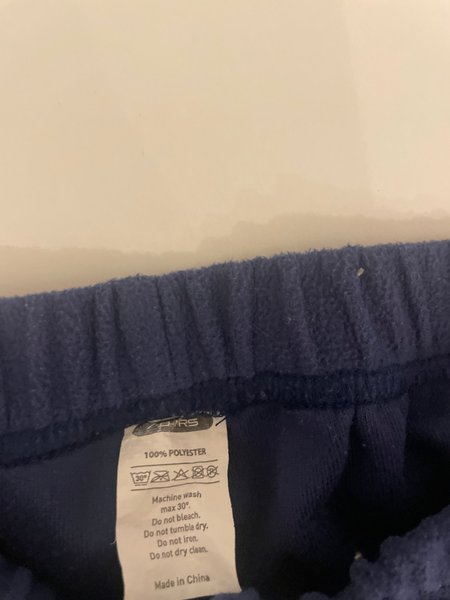 100% POLYESTER
30°
Machine wash
max 30°.
Do not bleach.
Do not tumble dry.
Do not iron.
Do not dry clean.
Made in China